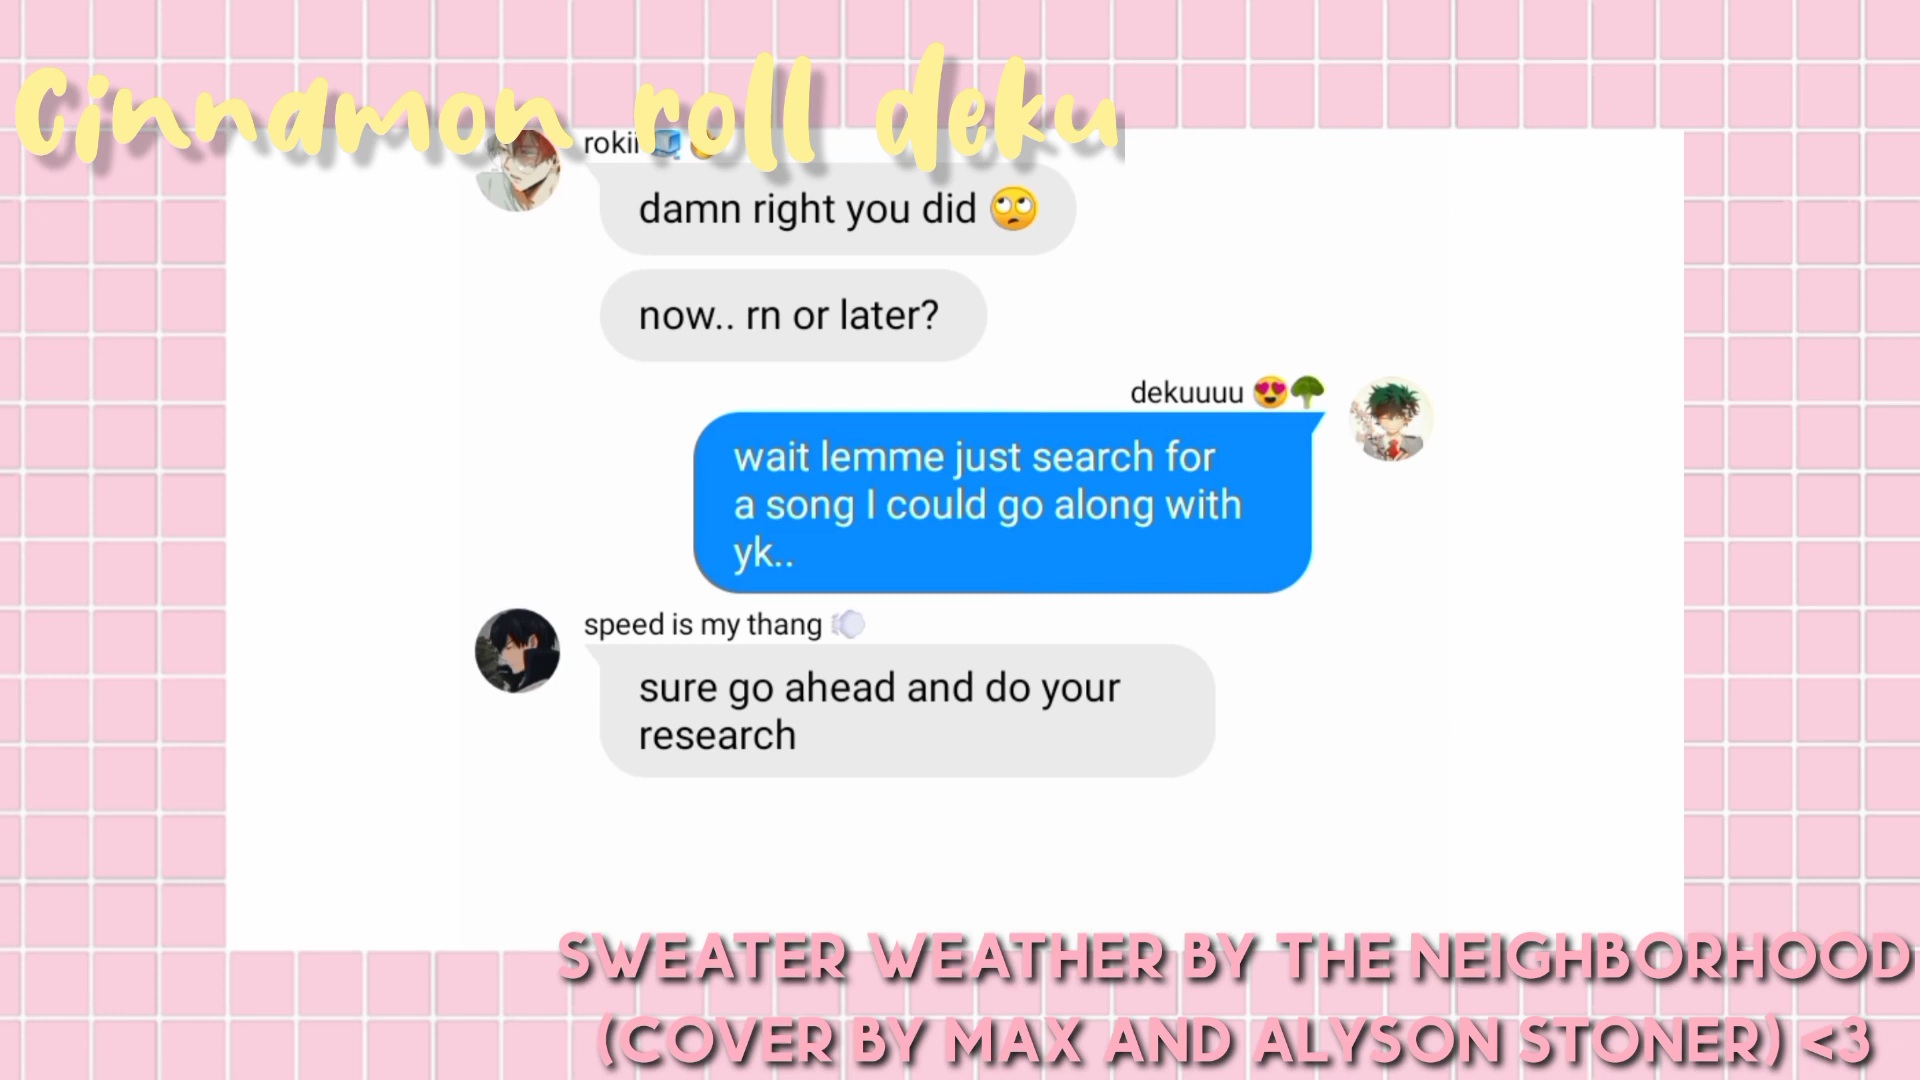 Cinnamon roll deku
rokii
damn right you did 🙄
now.. rn or later?
dekuuuu 😍🥦
wait lemme just search for
a song I could go along with
yk..
speed is my thang 💨
sure go ahead and do your
research
SWEATER WEATHER BY THE NEIGHBORHOOD
(COVER BY MAX AND ALYSON STONER) <3